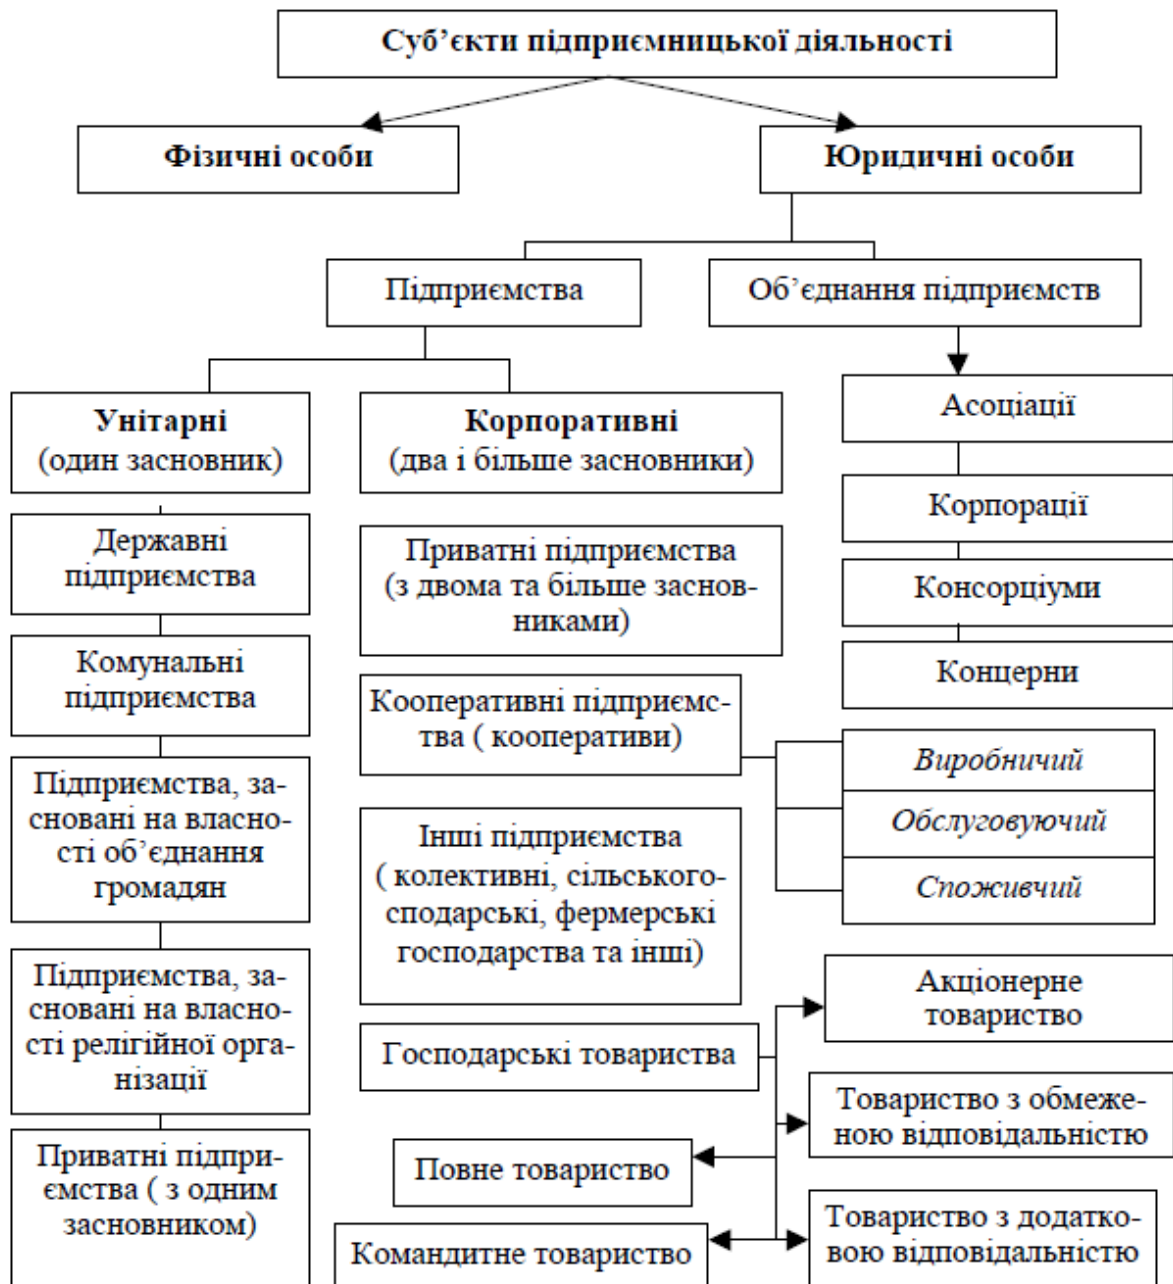 Суб’єкти підприємницької діяльності
Фізичні особи
Юридичні особи
Підприємства
Об’єднання підприємств
Унітарні
(один засновник)
Корпоративні
(два і більше засновники)
Асоціації
Корпорації
Консорціуми
Концерни
Державні
підприємства
Комунальні
підприємства
Підприємства, за-
сновані на власно-
сті об’єднання
громадян
Підприємства, за-
сновані на власно-
сті релігійної орга-
нізації
Приватні підпри-
ємства ( з одним
засновником)
Приватні підприємства
(з двома та більше заснов-
никами)
Кооперативні підприємс-
тва ( кооперативи)
Виробничий
Обслуговуючий
Споживчий
Інші підприємства
( колективні, сільського-
сподарські, фермерські
господарства та інші)
Господарські товариства
Акціонерне
товариство
Товариство з обмеже-
ною відповідальністю
Повне товариство
Командитне товариство
Товариство з додатко-
вою відповідальністю